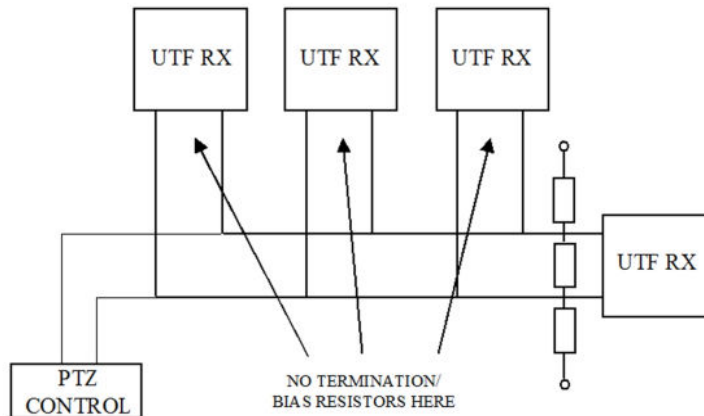 UTF RX
UTF RX
UTF RX
UTF RX
PTZ
CONTROL
NO TERMINATION/
BIAS RESISTORS HERE